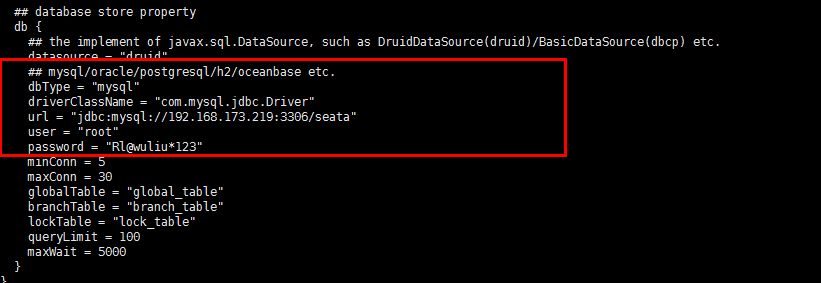 ## database store property
db {
## the implement of javax.sql.DataSource, such as DruidDataSource(druid)/BasicDataSource(dbcp) etc.
datasource = "druid"
## mysql/oracle/postgresql/h2/oceanbase etc.
dbType = "mysql"
driverClassName = "com.mysql.jdbc.Driver"
url = "jdbc:mysql://192.168.173.219:3306/seata"
user = "root"
password = "Rl@wuliu*123"
minConn = 5
maxConn = 30
globalTable = "global_table"
branchTable = "branch_table"
lockTable = "lock_table"
queryLimit = 100
maxWait = 5000
}
}